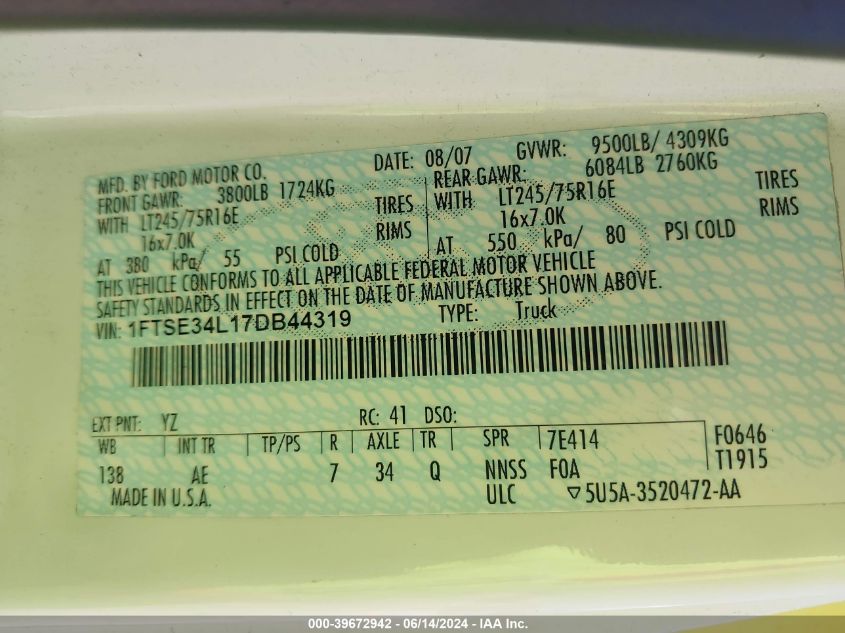 MFD. BY FORD MOTOR CO. DATE: 08/07 GVWR: 9500LB/ 4309KG
FRONT GAWR: 3800LB 1724KG REAR GAWR: 6084LB 2760KG
WITH LT245/75R16E TIRES WITH LT245/75R16E TIRES
16x7.0K RIMS 16x7.0K RIMS
AT 380 kPa/ 55 PSI COLD AT 550 kPa/ 80 PSI COLD
THIS VEHICLE CONFORMS TO ALL APPLICABLE FEDERAL MOTOR VEHICLE
SAFETY STANDARDS IN EFFECT ON THE DATE OF MANUFACTURE SHOWN ABOVE.
VIN: 1FTSE34L17DB44319 TYPE: Truck
EXT PNT: YZ RC: 41 DSO:
WB INT TR TP/PS R AXLE TR SPR 7E414 F0646
138 AE 7 34 Q NNSS FOA T1915
MADE IN U.S.A. ULC ▽5U5A-3520472-AA
000-39672942 - 06/14/2024 - IAA Inc.